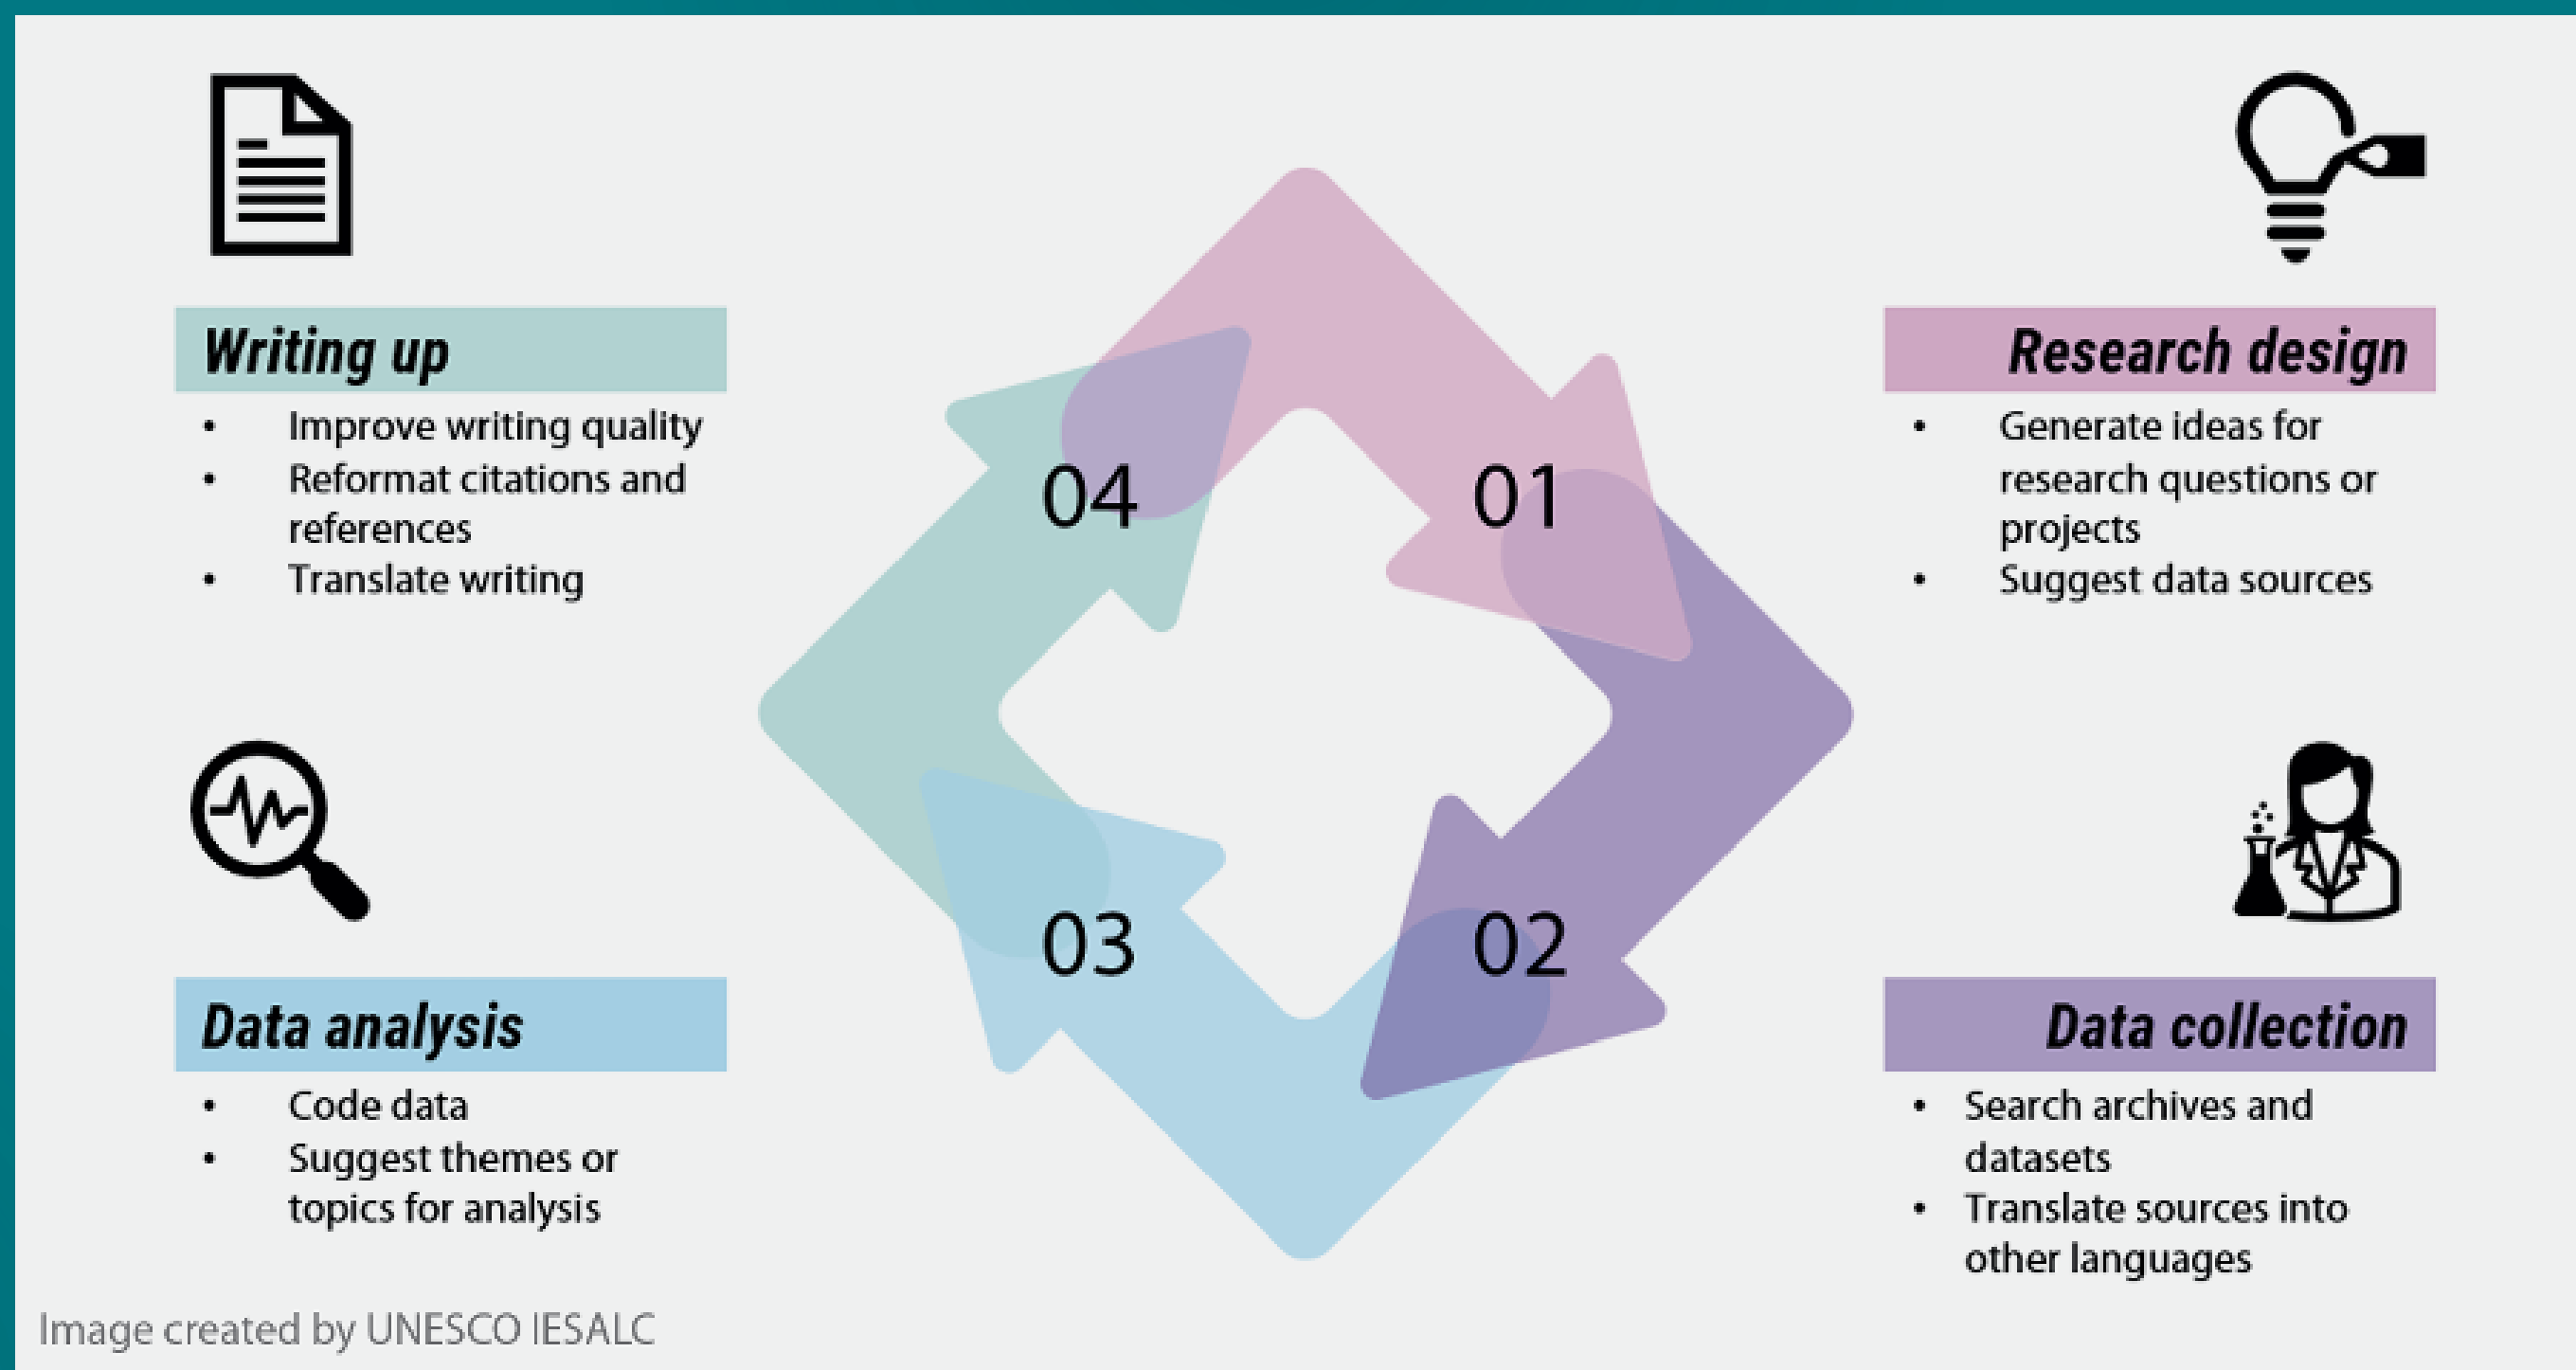 Writing up
• Improve writing quality
• Reformat citations and
references
• Translate writing
04
01
Research design
• Generate ideas for
research questions or
projects
• Suggest data sources
Data analysis
• Code data
• Suggest themes or
topics for analysis
03
02
Data collection
• Search archives and
datasets
• Translate sources into
other languages
Image created by UNESCO IESALC